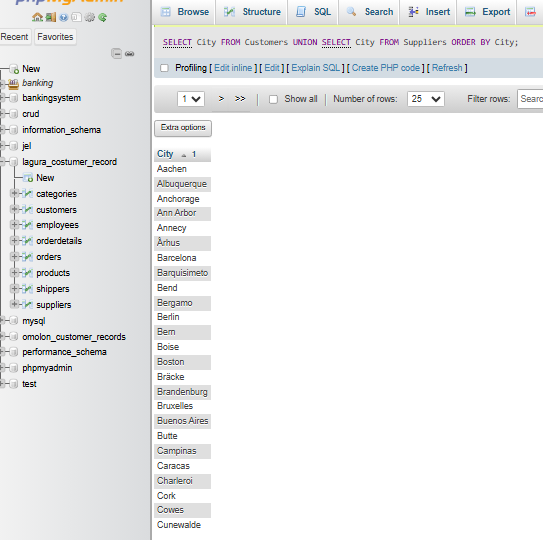 phpMyAdmin
Recent Favorites
New
banking
bankingsystem
crud
information_schema
jel
lagura_costumer_record
New
categories
customers
employees
orderdetails
orders
products
shippers
suppliers
mysql
omolon_customer_records
performance_schema
phpmyadmin
test
Browse Structure SQL Search Insert Export
SELECT City FROM Customers UNION SELECT City FROM Suppliers ORDER BY City;
Profiling [ Edit inline ] [ Edit ] [ Explain SQL ] [ Create PHP code ] [ Refresh ]
1 > >> Show all Number of rows: 25 Filter rows: Searc
Extra options
City 1
Aachen
Albuquerque
Anchorage
Ann Arbor
Annecy
Århus
Barcelona
Barquisimeto
Bend
Bergamo
Berlin
Bern
Boise
Boston
Bräcke
Brandenburg
Bruxelles
Buenos Aires
Butte
Campinas
Caracas
Charleroi
Cork
Cowes
Cunewalde